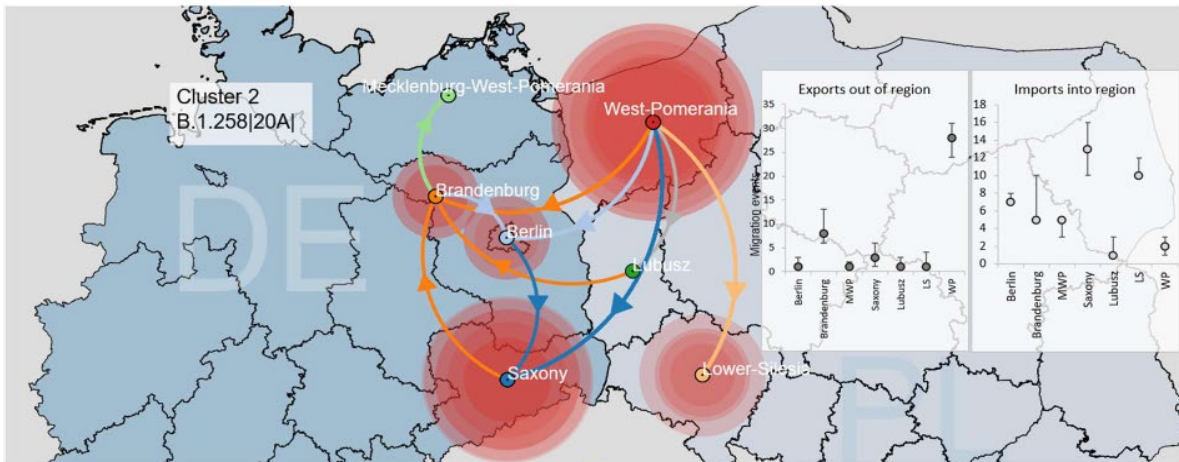 Mecklenburg-West-Pomerania
Cluster 2
B.1.258|20A|
West-Pomerania
DE
Brandenburg
Berlin
Lubusz
Saxony
Lower-Silesia
PL
Exports out of region
Migration events
35
30
25
20
15
10
5
0
Berlin
Brandenburg
MWP
Saxony
Lubusz
LS
WP
Imports into region
18
16
14
12
10
8
6
4
2
0
Berlin
Brandenburg
MWP
Saxony
Lubusz
LS
WP